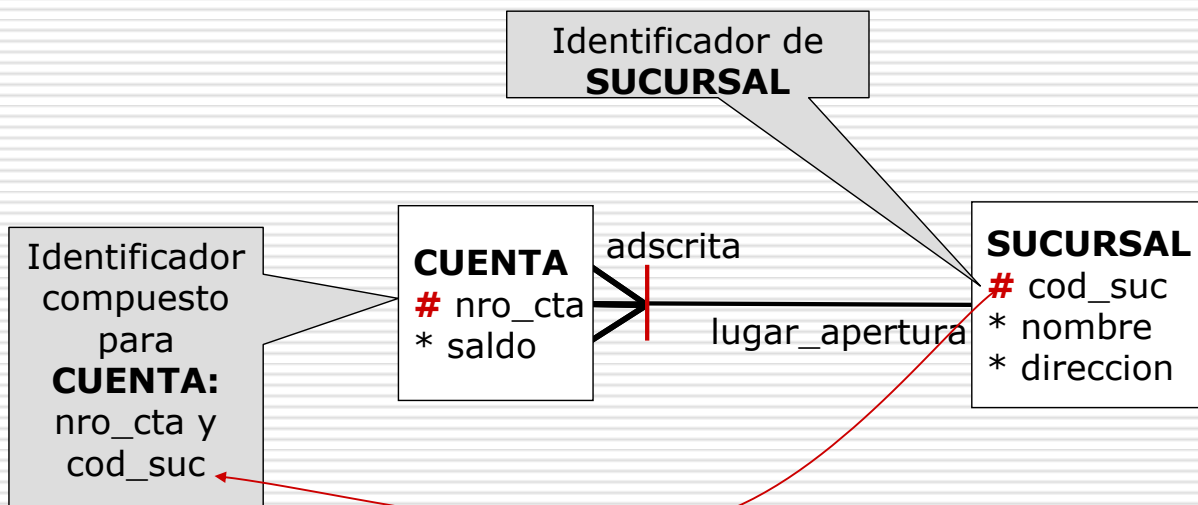 Identificador de
SUCURSAL
Identificador
compuesto
para
CUENTA:
nro_cta y
cod_suc
CUENTA
# nro_cta
* saldo
adscrita
lugar_apertura
SUCURSAL
# cod_suc
* nombre
* direccion